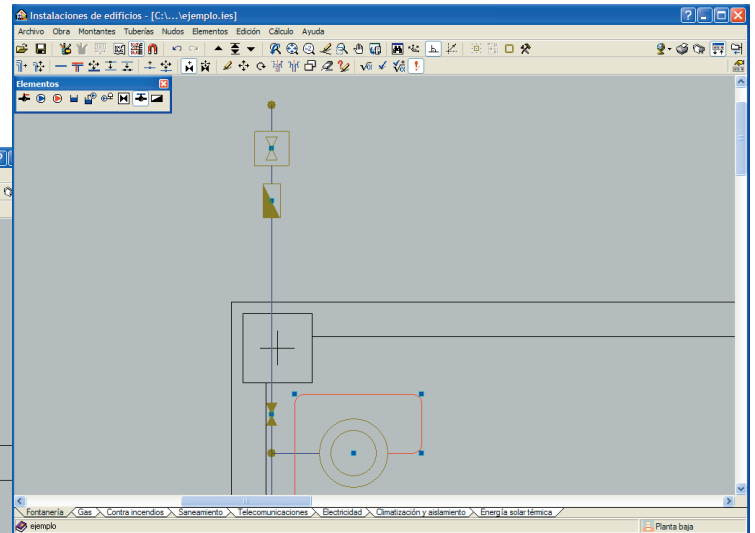 Instalaciones de edificios - [C:\...\ejemplo.ies]
Archivo Obra Montantes Tuberías Nudos Elementos Edición Cálculo Ayuda
Elementos
Fontanería Gas Contra incendios Saneamiento Telecomunicaciones Electricidad Climatización y aislamiento Energía solar térmica
ejemplo Planta baja